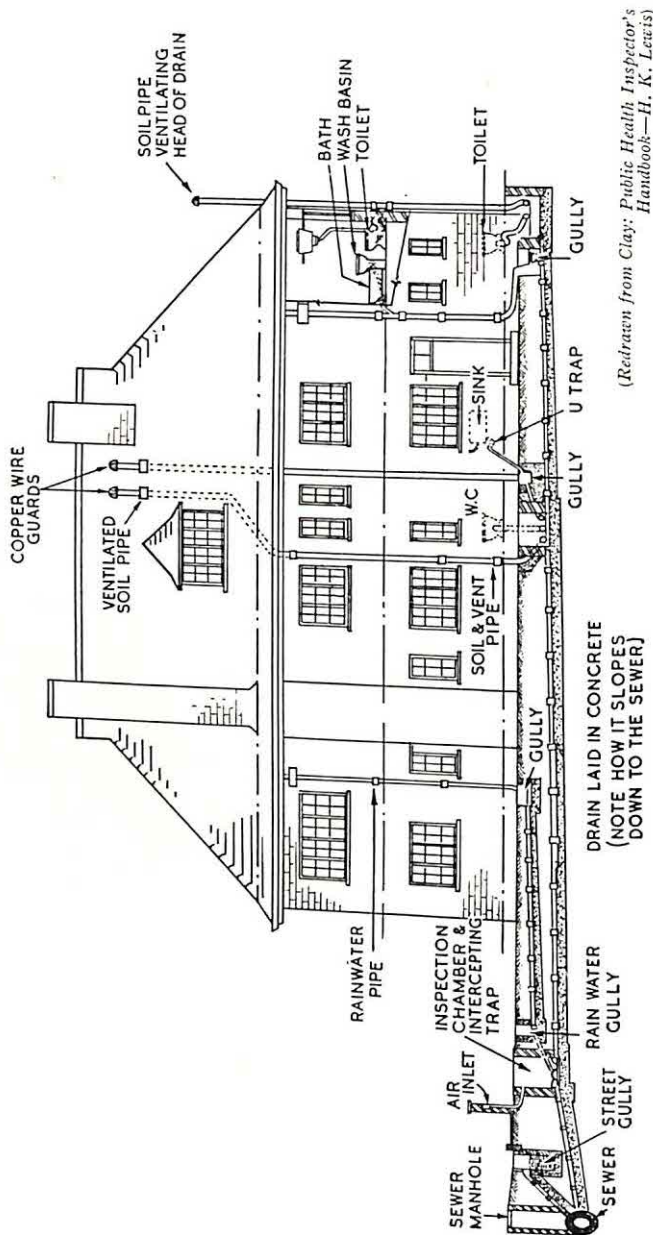 SOIL PIPE
VENTILATING
HEAD OF DRAIN
BATH
WASH BASIN
TOILET
TOILET
GULLY
COPPER WIRE
GUARDS
VENTILATED
SOIL PIPE
SINK
U TRAP
GULLY
W.C
SOIL & VENT
PIPE
GULLY
DRAIN LAID IN CONCRETE
(NOTE HOW IT SLOPES
DOWN TO THE SEWER)
RAINWATER
PIPE
INSPECTION
CHAMBER &
INTERCEPTING
TRAP
RAIN WATER
GULLY
AIR
INLET
STREET
GULLY
SEWER
MANHOLE
SEWER
(Redrawn from Clay: Public Health Inspector's
Handbook—H. K. Lewis)